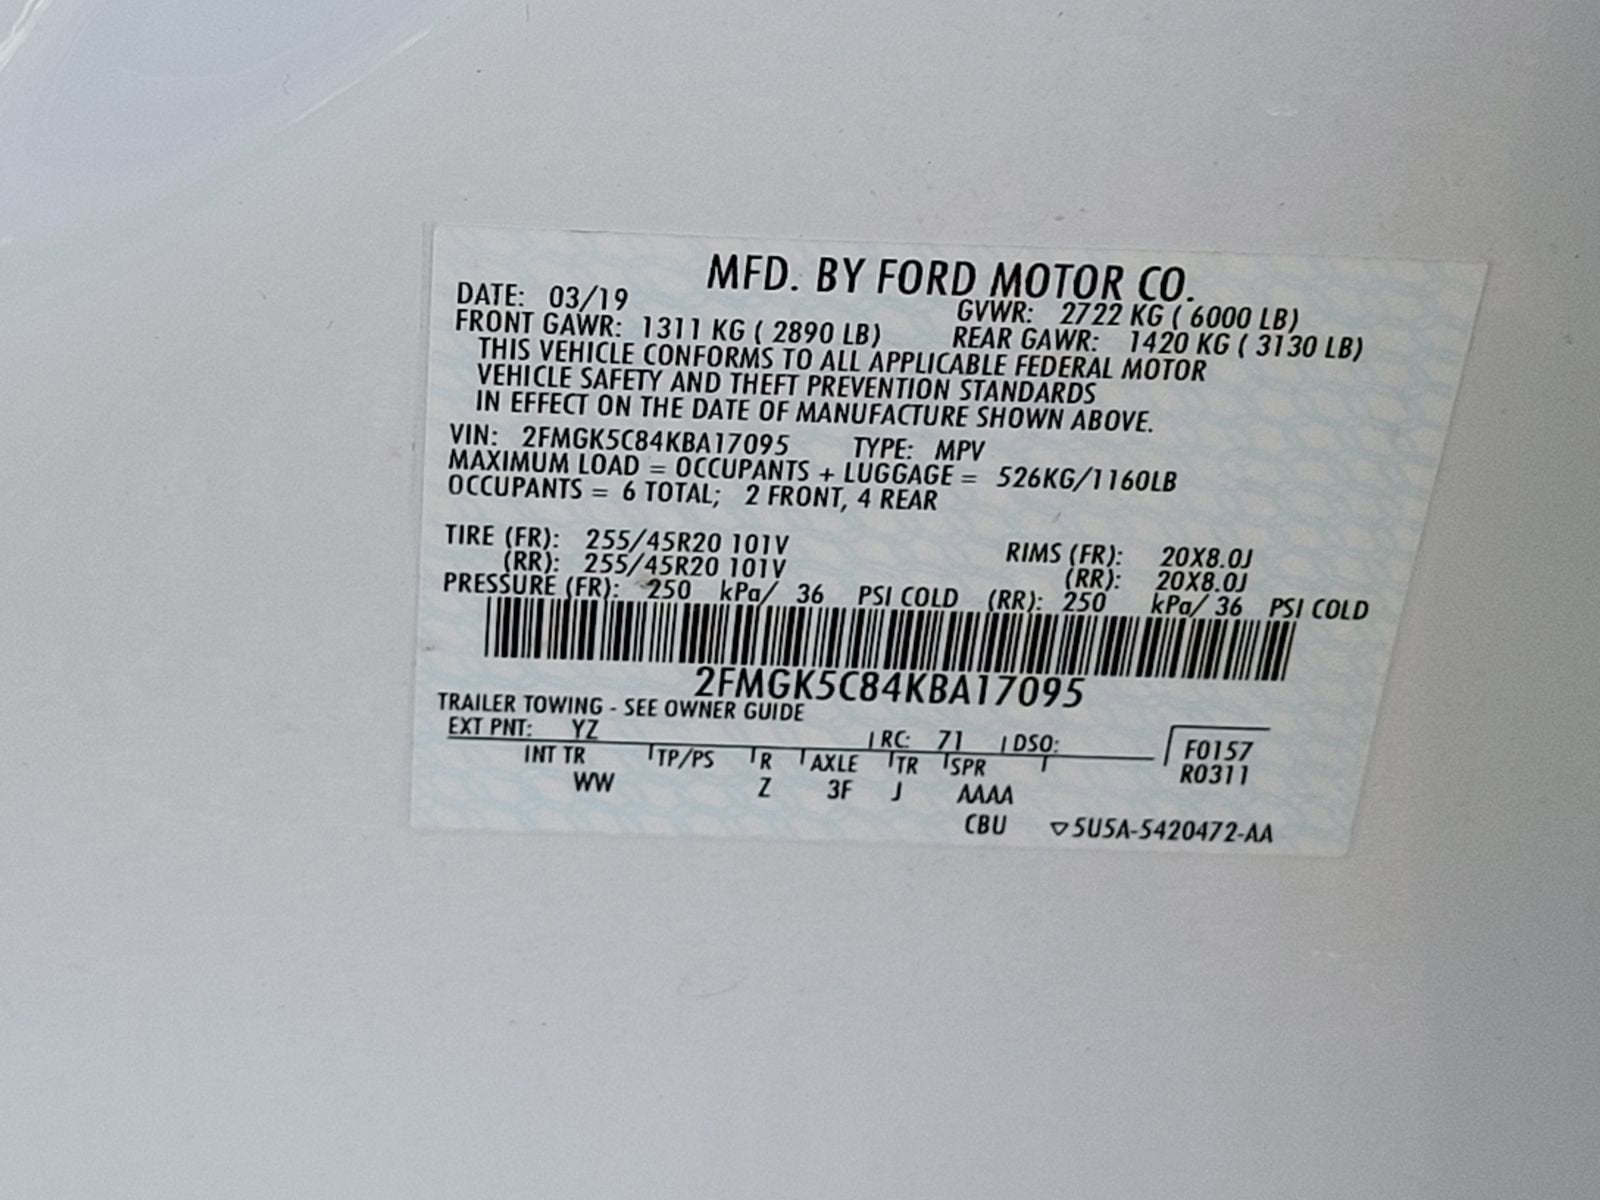 MFD. BY FORD MOTOR CO.
DATE: 03/19 GVWR: 2722 KG ( 6000 LB)
FRONT GAWR: 1311 KG ( 2890 LB) REAR GAWR: 1420 KG ( 3130 LB)
THIS VEHICLE CONFORMS TO ALL APPLICABLE FEDERAL MOTOR
VEHICLE SAFETY AND THEFT PREVENTION STANDARDS
IN EFFECT ON THE DATE OF MANUFACTURE SHOWN ABOVE.
VIN: 2FMGK5C84KBA17095 TYPE: MPV
MAXIMUM LOAD = OCCUPANTS + LUGGAGE = 526KG/1160LB
OCCUPANTS = 6 TOTAL; 2 FRONT, 4 REAR
TIRE (FR): 255/45R20 101V RIMS (FR): 20X8.0J
(RR): 255/45R20 101V (RR): 20X8.0J
PRESSURE (FR): 250 kPa/ 36 PSI COLD (RR): 250 kPa/ 36 PSI COLD
2FMGK5C84KBA17095
TRAILER TOWING - SEE OWNER GUIDE
EXT PNT: YZ RC: 71 DSO: F0157
INT TR TP/PS R AXLE TR SPR R0311
WW Z 3F J AAAA
CBU ▽5U5A-5420472-AA